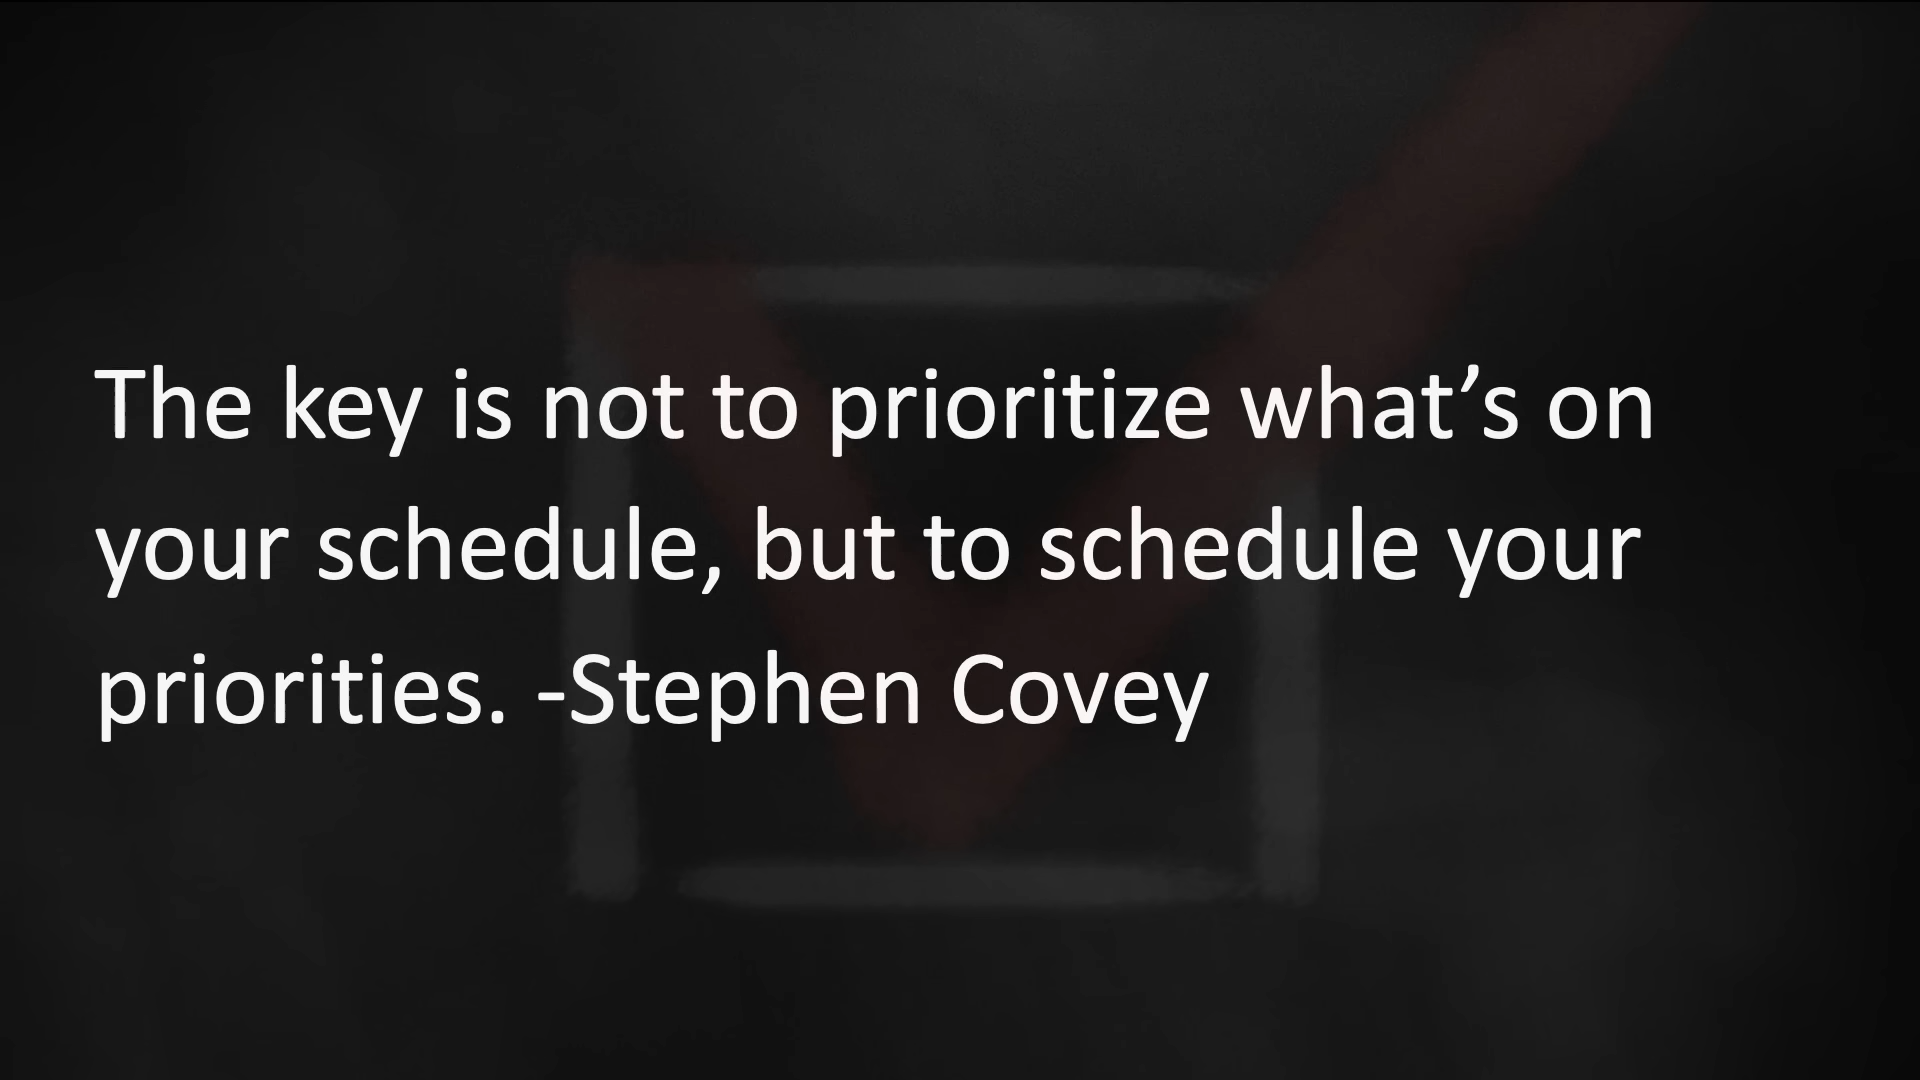 The key is not to prioritize what’s on
your schedule, but to schedule your
priorities. -Stephen Covey